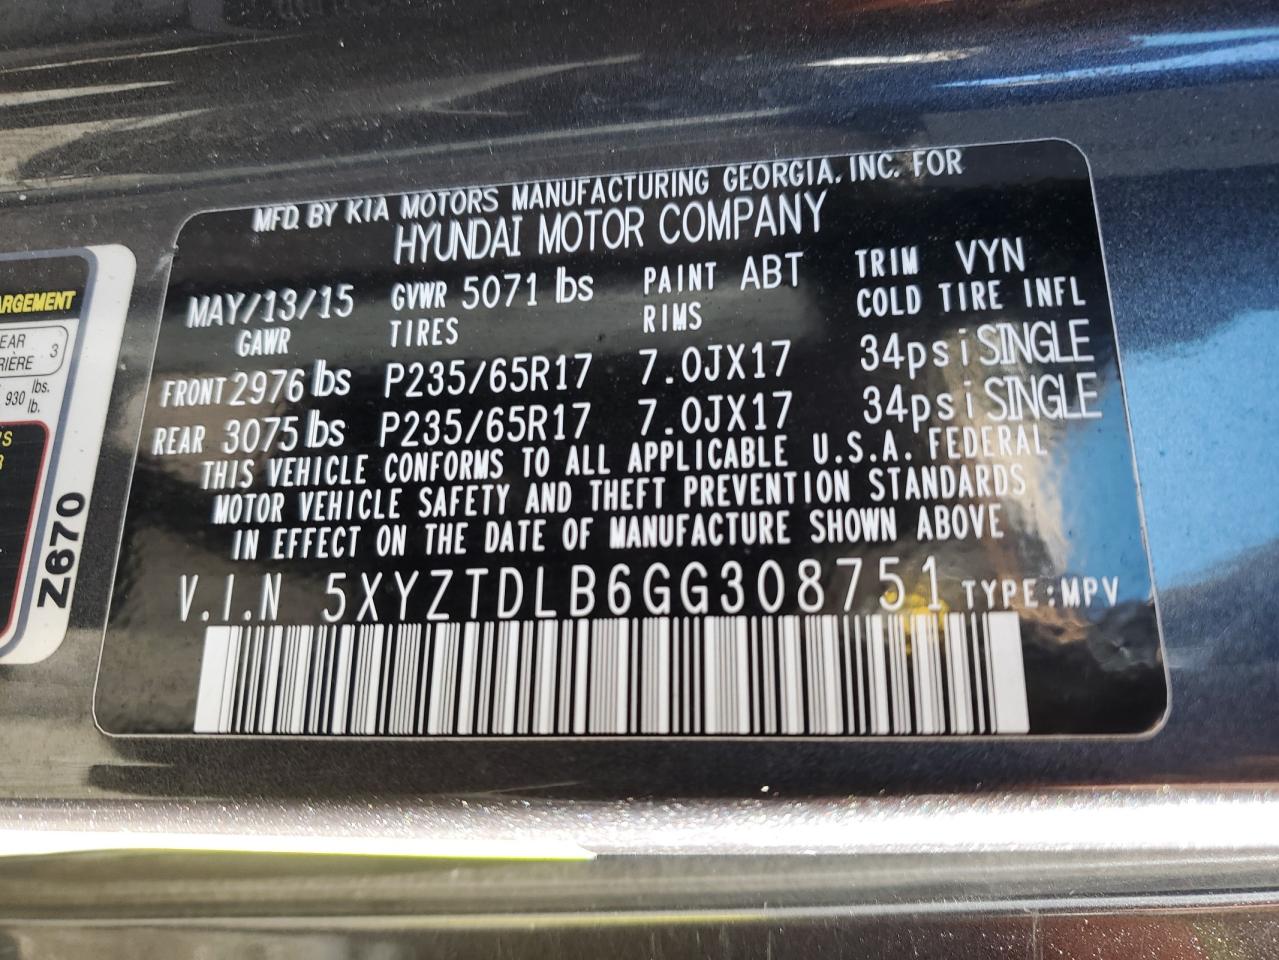 MFD. BY KIA MOTORS MANUFACTURING GEORGIA, INC. FOR
HYUNDAI MOTOR COMPANY
MAY/13/15 GVWR 5071 lbs PAINT ABT TRIM VYN
GAWR TIRES RIMS COLD TIRE INFL
FRONT 2976 lbs P235/65R17 7.0JX17 34psi SINGLE
REAR 3075 lbs P235/65R17 7.0JX17 34psi SINGLE
THIS VEHICLE CONFORMS TO ALL APPLICABLE U.S.A. FEDERAL
MOTOR VEHICLE SAFETY AND THEFT PREVENTION STANDARDS
IN EFFECT ON THE DATE OF MANUFACTURE SHOWN ABOVE
V.I.N 5XYZTDLB6GG308751 TYPE:MPV
ARGEMENT
EAR
RIÈRE 3
930 lbs.
lb.
Z670